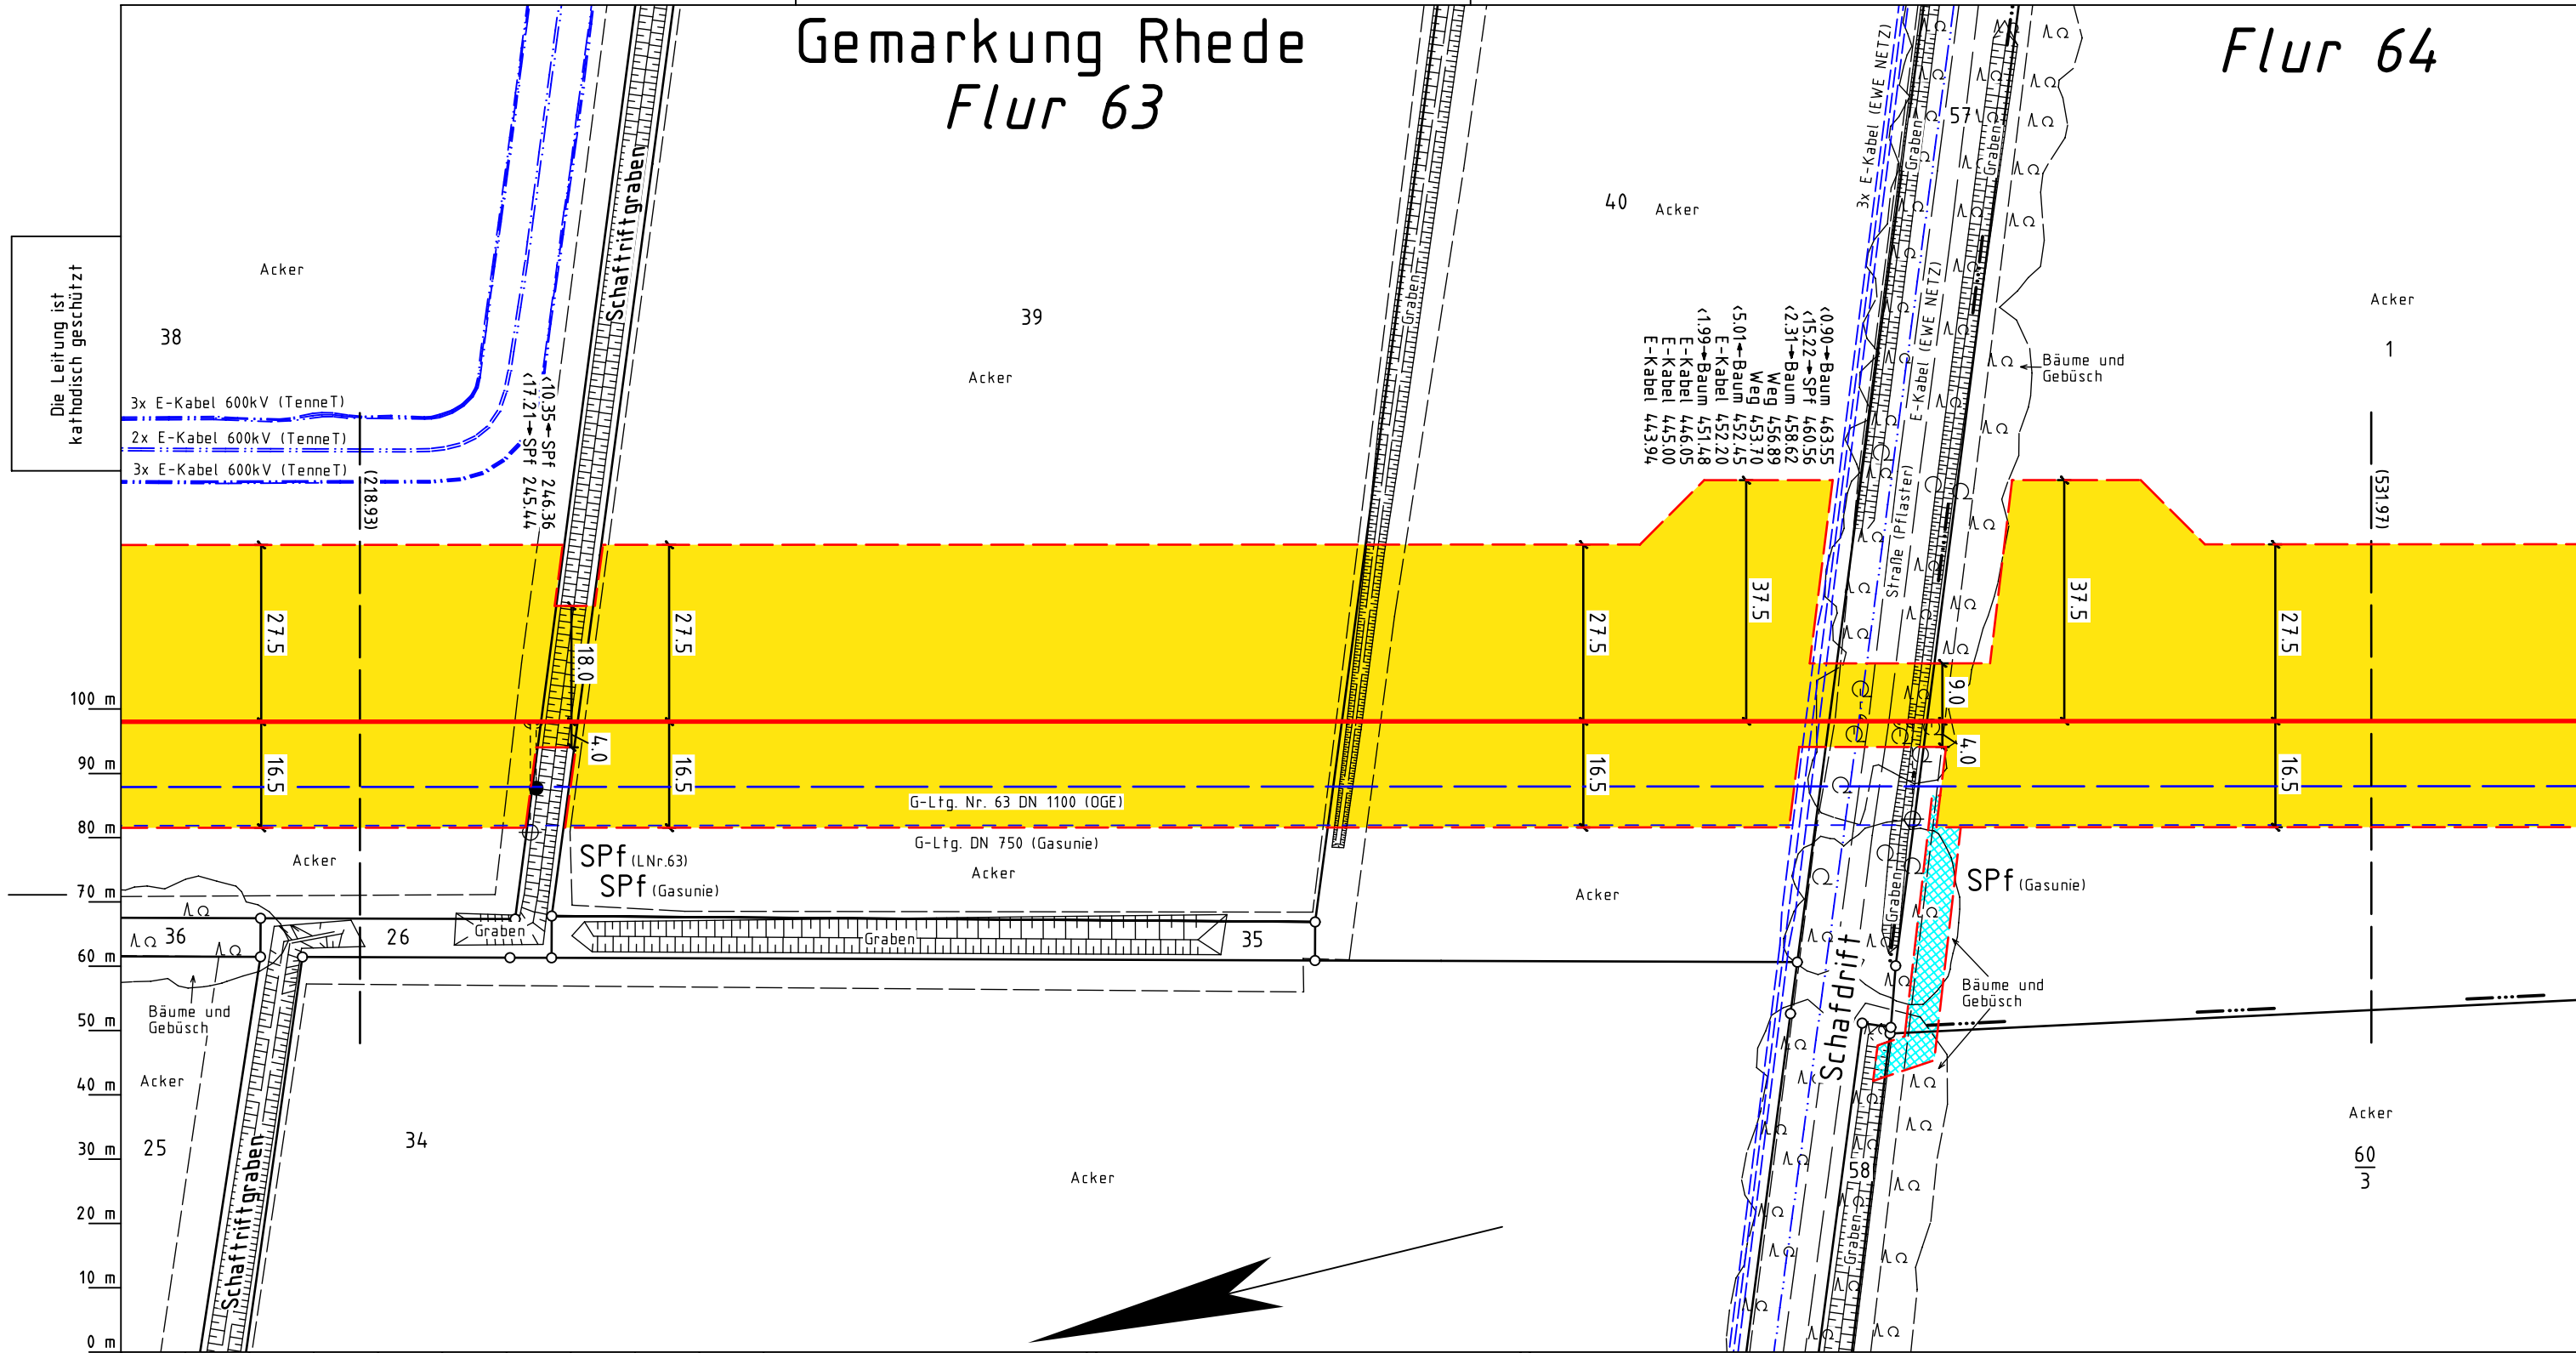 Gemarkung Rhede
Flur 63
Flur 64
Die Leitung ist
kathodisch geschützt
38
Acker
3x E-Kabel 600kV (TenneT)
2x E-Kabel 600kV (TenneT)
3x E-Kabel 600kV (TenneT)
(218.93)
<10.35 SPf 246.36
<17.21 SPf 245.44
Schaftriftgraben
39
Acker
Graben
40
Acker
<0.90 Baum 463.55
<15.22 SPf 460.56
<2.31 Baum 458.62
Weg 456.89
Weg 453.70
<5.01 Baum 452.45
E-Kabel 452.20
<1.99 Baum 451.48
E-Kabel 446.05
E-Kabel 445.00
E-Kabel 443.94
3x E-Kabel (EWE NETZ)
Graben
57
Graben
E-Kabel (EWE NETZ)
Straße (Pflaster)
Bäume und
Gebüsch
Acker
1
(531.97)
27.5
18.0
27.5
27.5
37.5
9.0
37.5
27.5
16.5
4.0
16.5
16.5
4.0
16.5
100 m
90 m
80 m
70 m
60 m
50 m
40 m
30 m
20 m
10 m
0 m
G-Ltg. Nr. 63 DN 1100 (OGE)
G-Ltg. DN 750 (Gasunie)
Acker
SPf (LNr.63)
SPf (Gasunie)
Acker
Acker
SPf (Gasunie)
36
26
Graben
Graben
35
Graben
Schafdrift
Bäume und
Gebüsch
Bäume und
Gebüsch
Acker
25
Schaftriftgraben
34
Acker
58
Graben
Acker
60
3